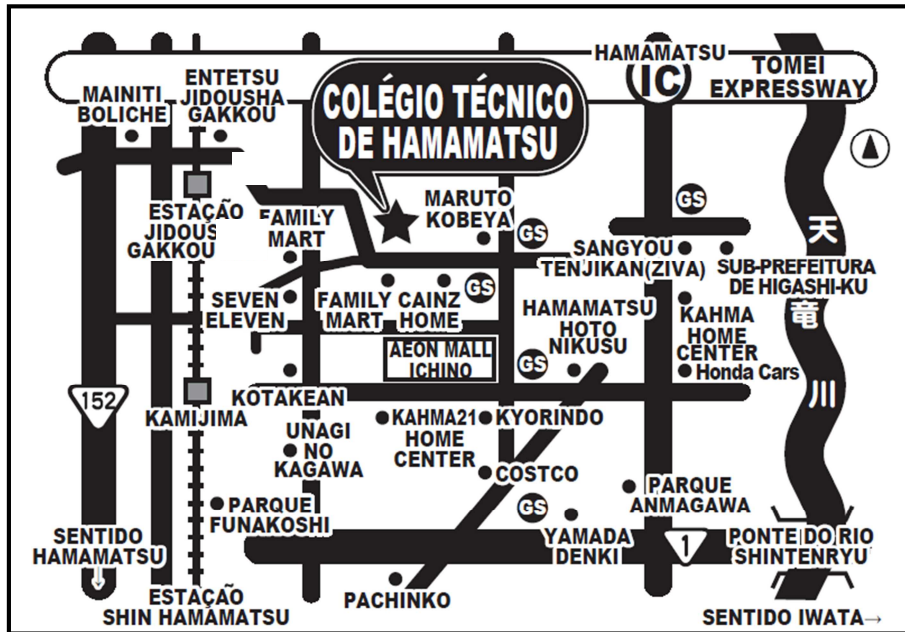 HAMAMATSU
IC
TOMEI
EXPRESSWAY
ENTETSU
JIDOUSHA
GAKKOU
MAINITI
BOLICHE
COLÉGIO TÉCNICO
DE HAMAMATSU
MARUTO
KOBEYA
GS
GS
ESTAÇÃO
JIDOUS
GAKKOU
FAMILY
MART
SANGYOU
TENJIKAN(ZIVA)
SUB-PREFEITURA
DE HIGASHI-KU
天
竜
川
SEVEN
ELEVEN
FAMILY
MART
CAINZ
HOME
GS
HAMAMATSU
HOTO
NIKUSU
KAHMA
HOME
CENTER
Honda Cars
AEON MALL
ICHINO
GS
152
KAMIJIMA
KOTAKEAN
UNAGI
NO
KAGAWA
KAHMA21
HOME
CENTER
KYORINDO
COSTCO
PARQUE
FUNAKOSHI
GS
PARQUE
ANMAGAWA
SENTIDO
HAMAMATSU
↓
YAMADA
DENKI
1
PONTE DO RIO
SHINTENRYU
ESTAÇÃO
SHIN HAMAMATSU
PACHINKO
SENTIDO IWATA→